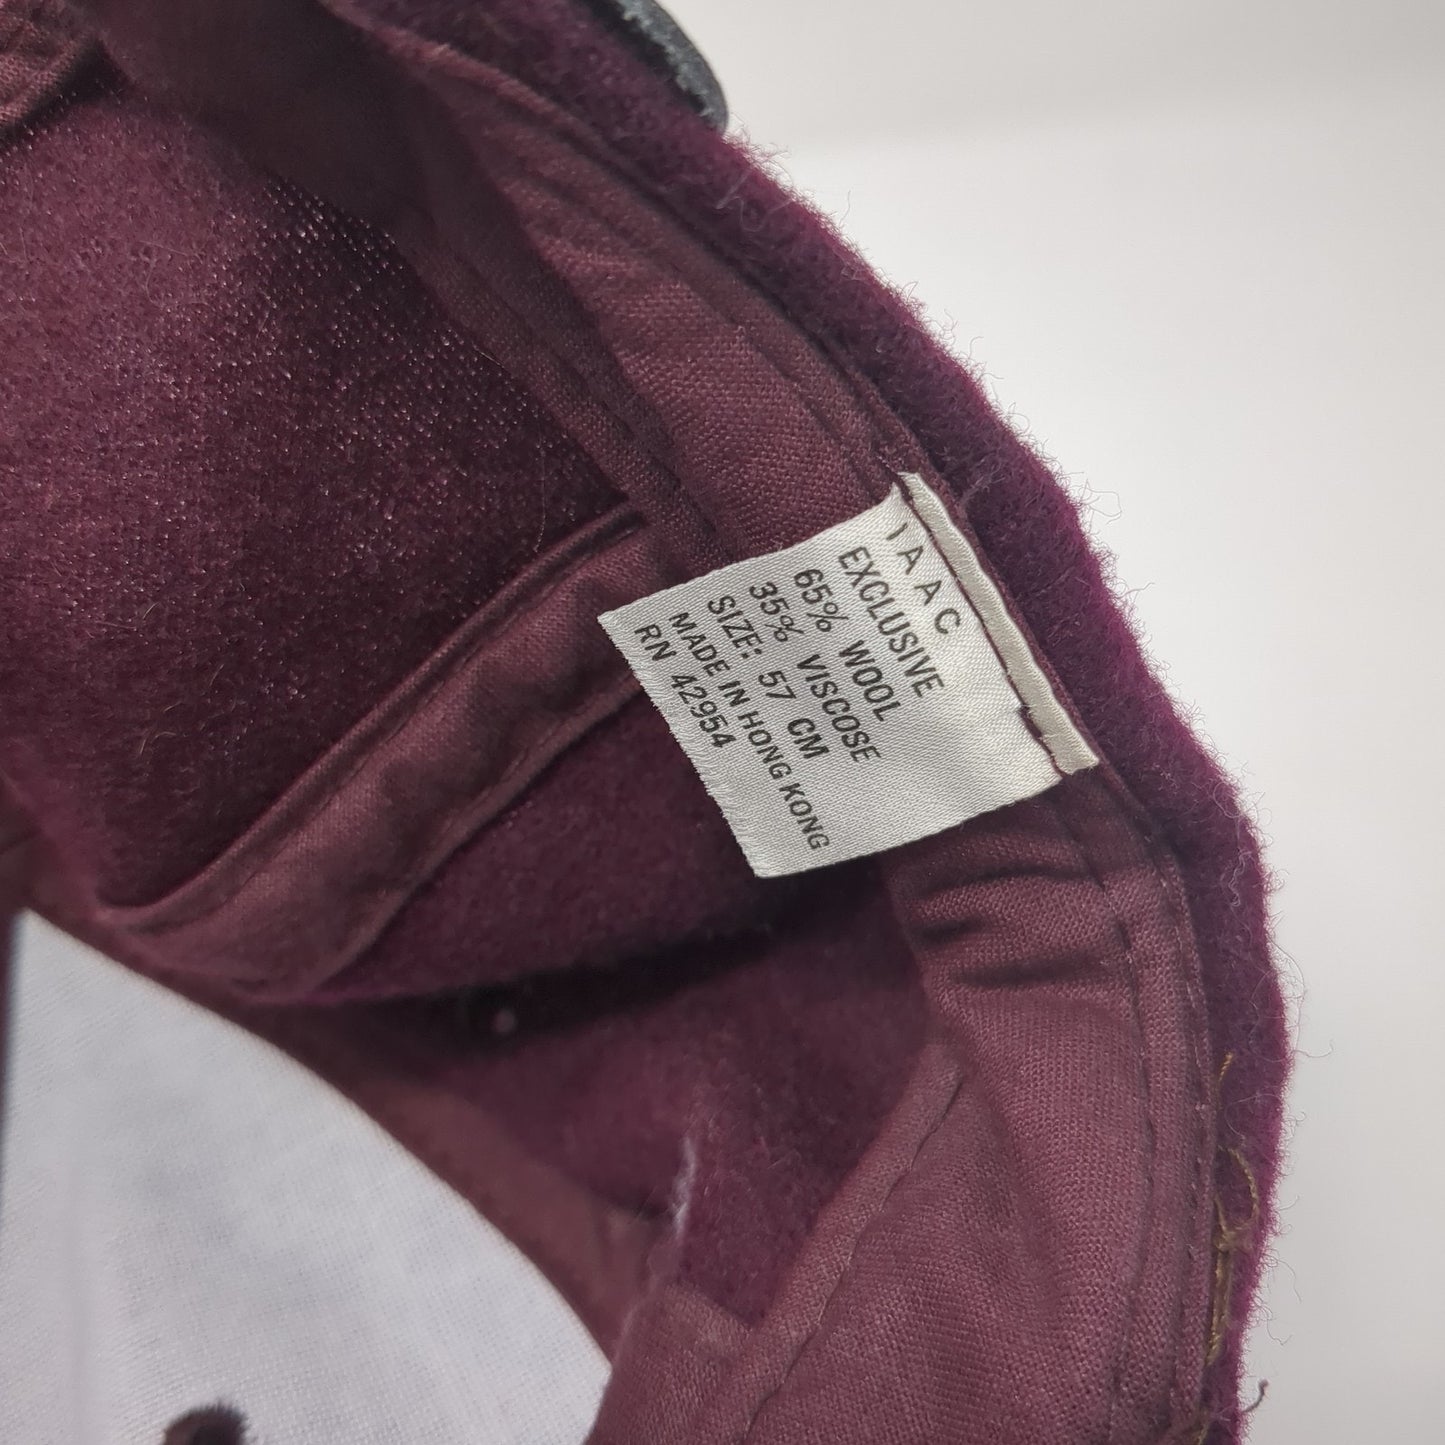 IAAC
EXCLUSIVE
65% WOOL
35% VISCOSE
SIZE: 57 CM
MADE IN HONG KONG
RN 42954